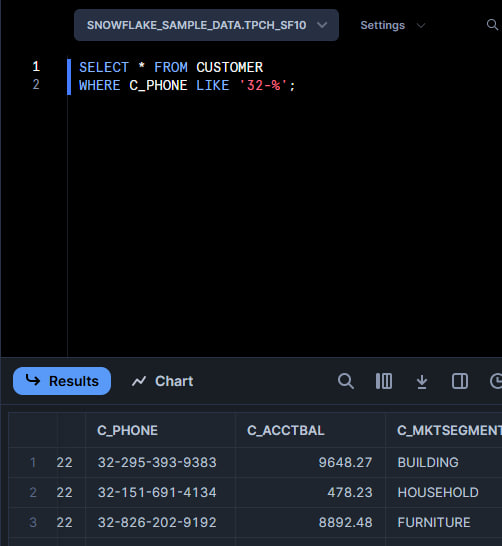 SNOWFLAKE_SAMPLE_DATA.TPCH_SF10 Settings
1 SELECT * FROM CUSTOMER
2 WHERE C_PHONE LIKE '32-%';
Results Chart
C_PHONE C_ACCTBAL C_MKTSEGMENT
1 22 32-295-393-9383 9648.27 BUILDING
2 22 32-151-691-4134 478.23 HOUSEHOLD
3 22 32-826-202-9192 8892.48 FURNITURE